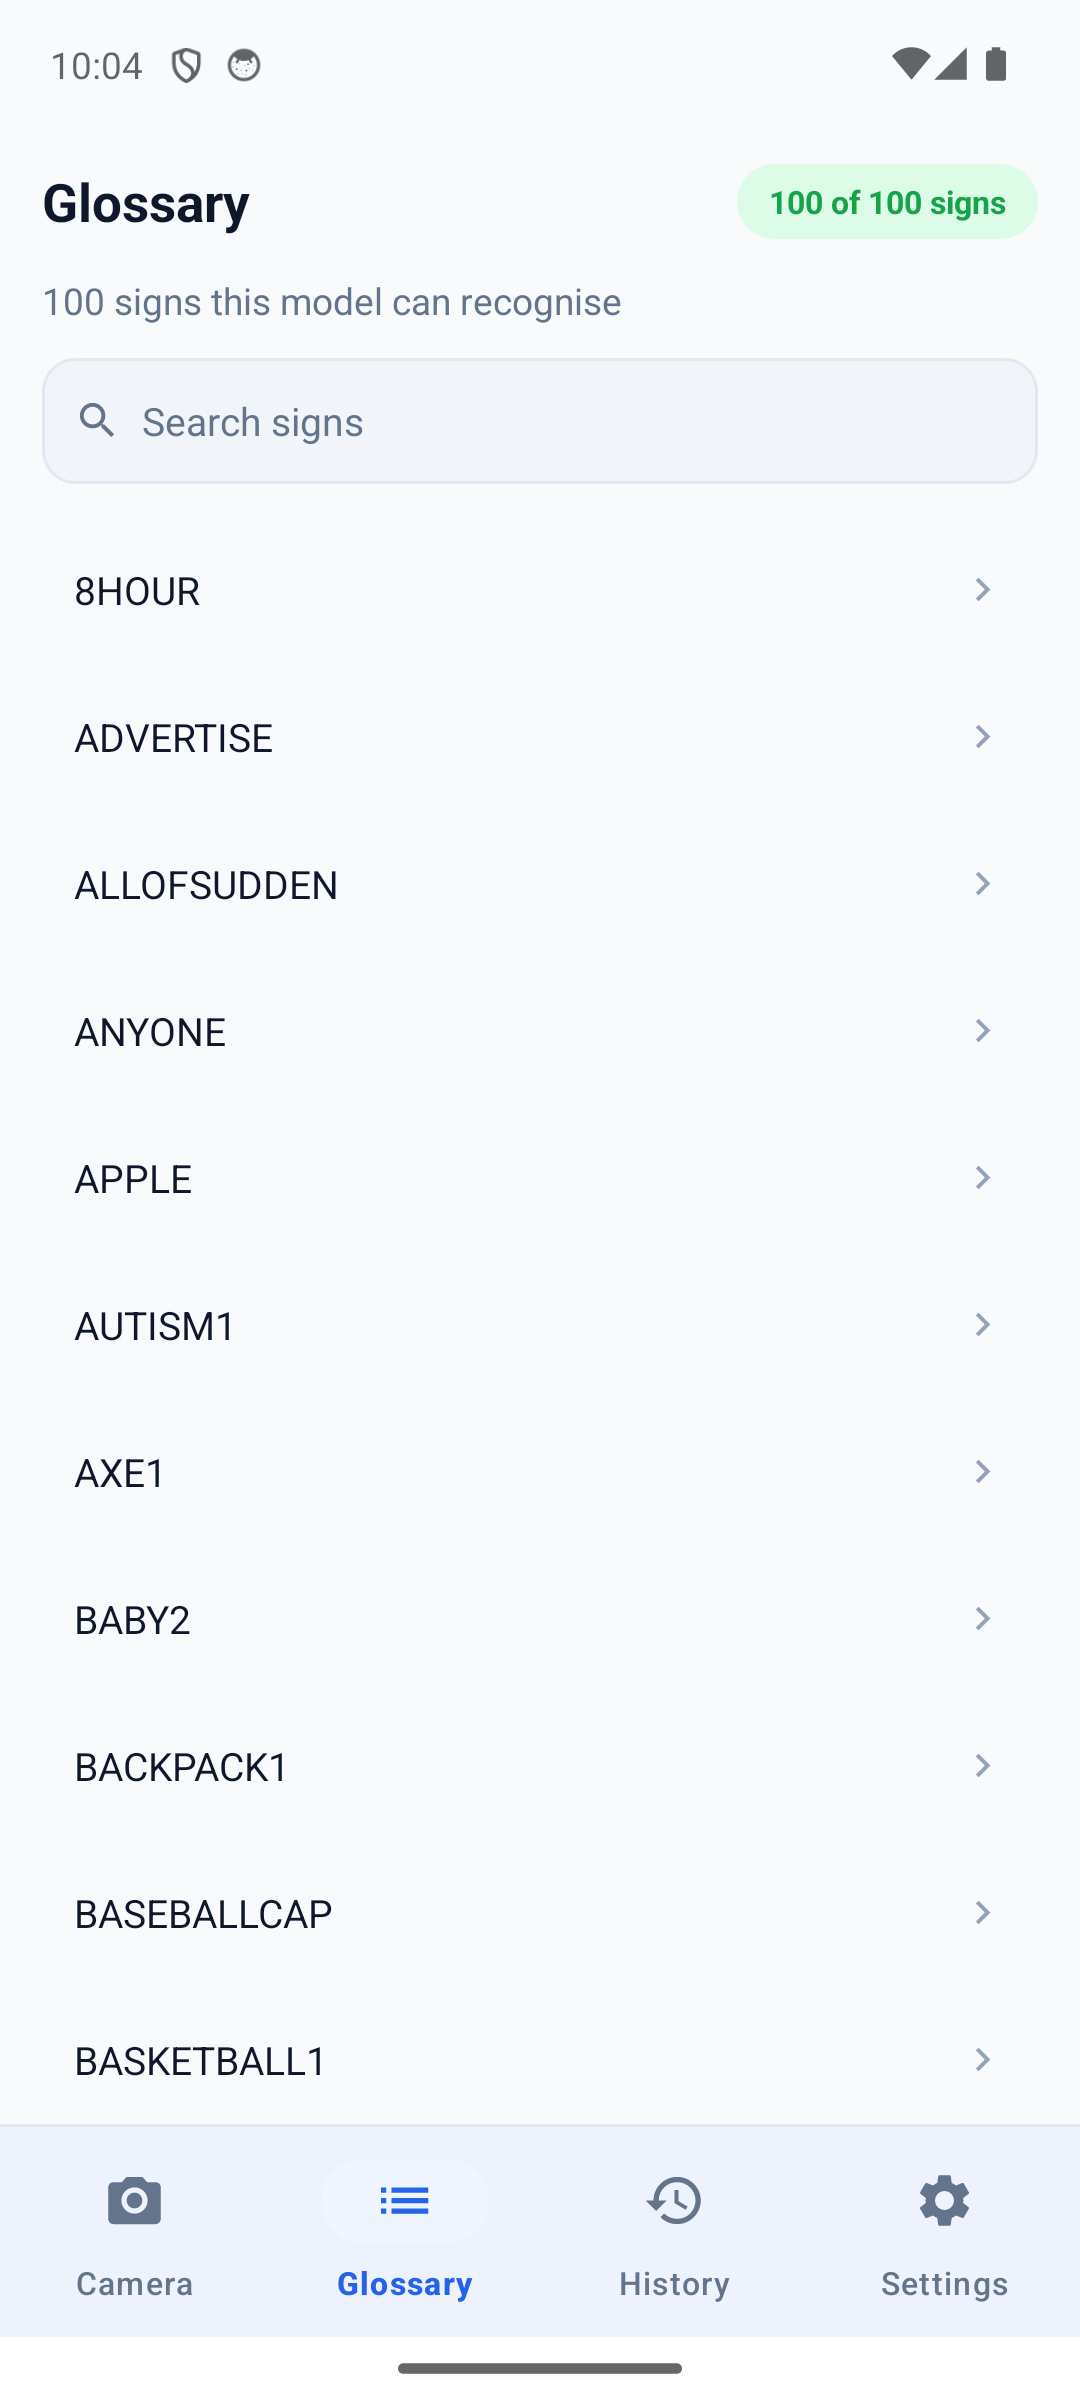 10:04
Glossary
100 of 100 signs
100 signs this model can recognise
Search signs
8HOUR
ADVERTISE
ALLOFSUDDEN
ANYONE
APPLE
AUTISM1
AXE1
BABY2
BACKPACK1
BASEBALLCAP
BASKETBALL1
Camera
Glossary
History
Settings